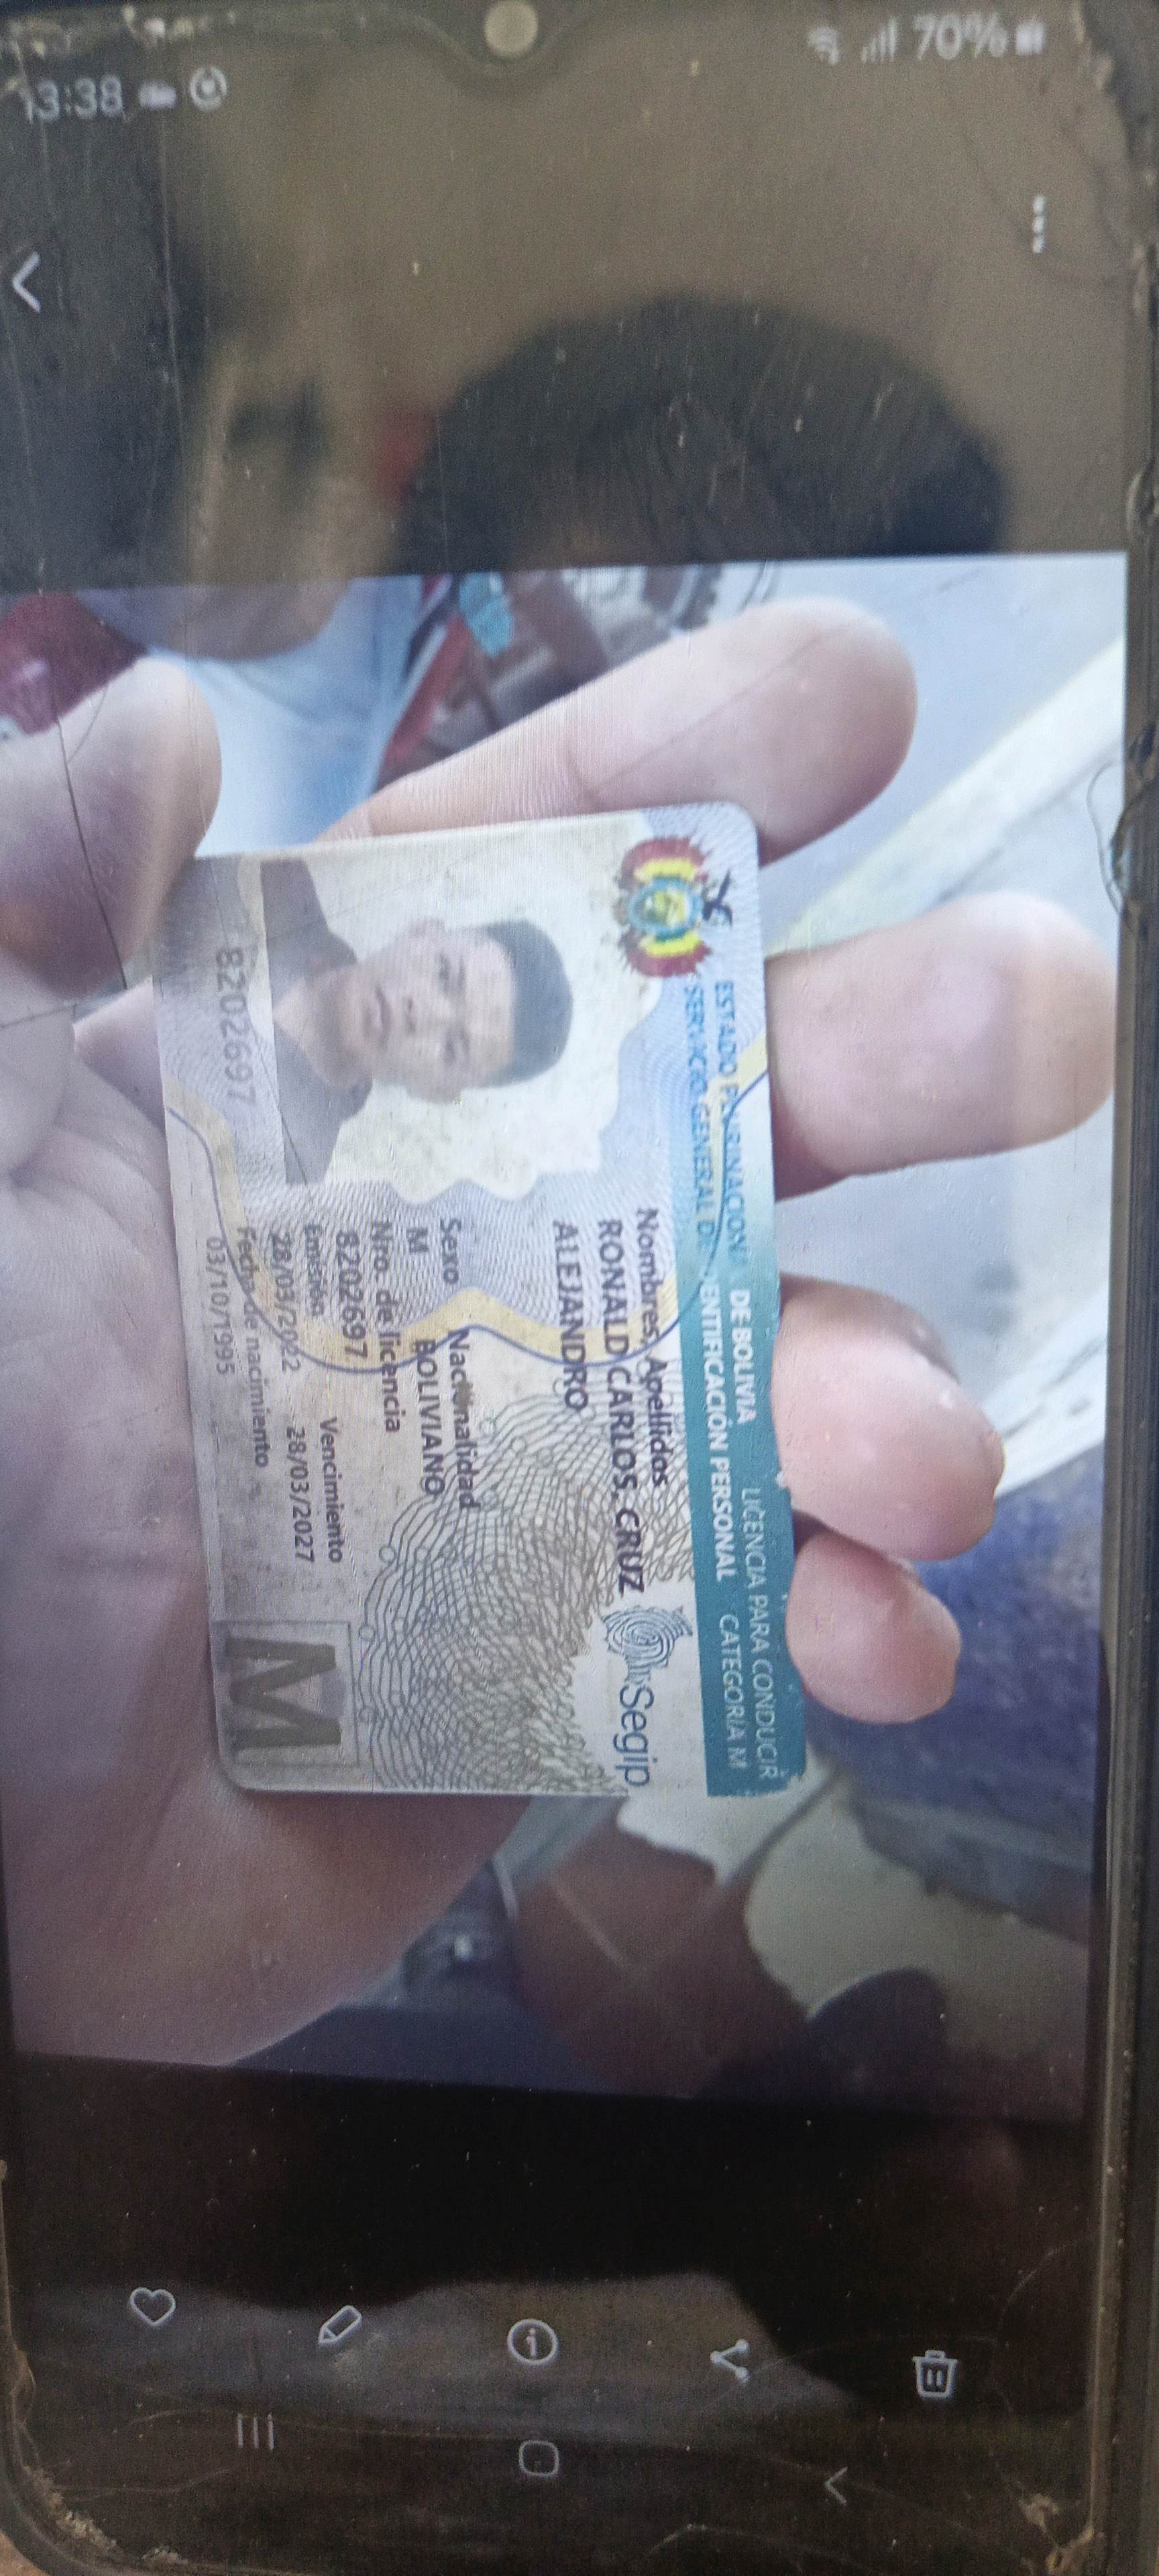 13:38
70%
ESTADO PLURINACIONAL DE BOLIVIA
SERVICIO GENERAL DE IDENTIFICACIÓN PERSONAL
LICENCIA PARA CONDUCIR
CATEGORÍA M
Segip
Nombres, Apellidos
RONALD CARLOS, CRUZ
ALEJANDRO
Sexo Nacionalidad
M BOLIVIANO
Nro. de licencia
8202697
Emisión Vencimiento
28/03/2022 28/03/2027
Fecha de nacimiento
03/10/1995
8202697
M